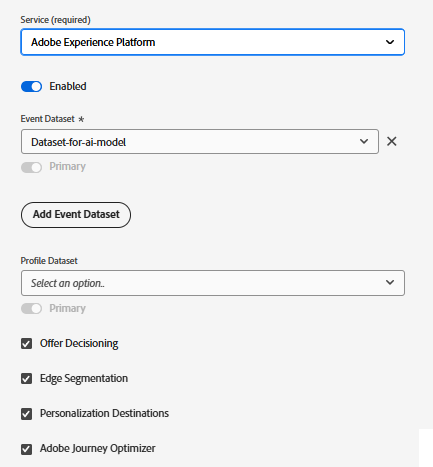 Service (required)
Adobe Experience Platform
Enabled
Event Dataset *
Dataset-for-ai-model
Primary
Add Event Dataset
Profile Dataset
Select an option..
Primary
Offer Decisioning
Edge Segmentation
Personalization Destinations
Adobe Journey Optimizer